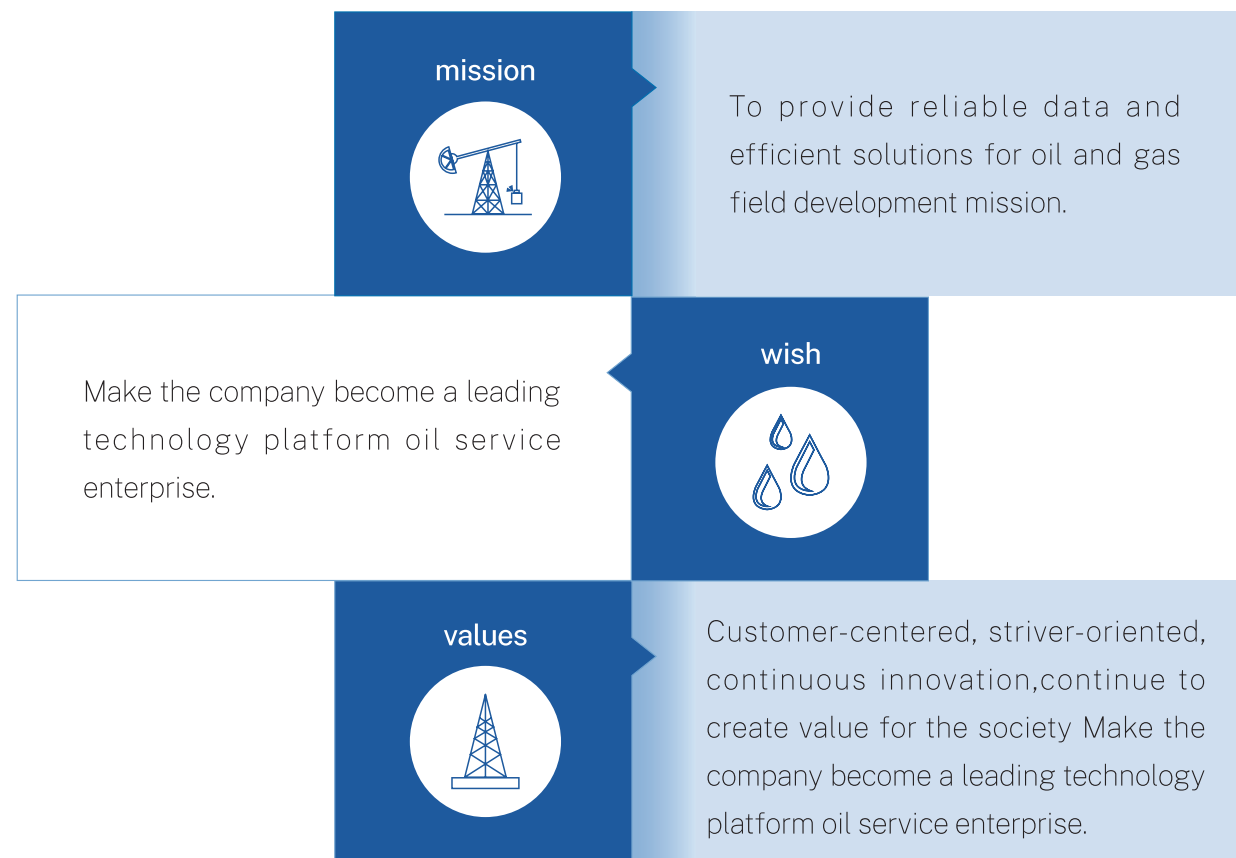 mission
To provide reliable data and
efficient solutions for oil and gas
field development mission.
wish
Make the company become a leading
technology platform oil service
enterprise.
values
Customer-centered, striver-oriented,
continuous innovation,continue to
create value for the society Make the
company become a leading technology
platform oil service enterprise.